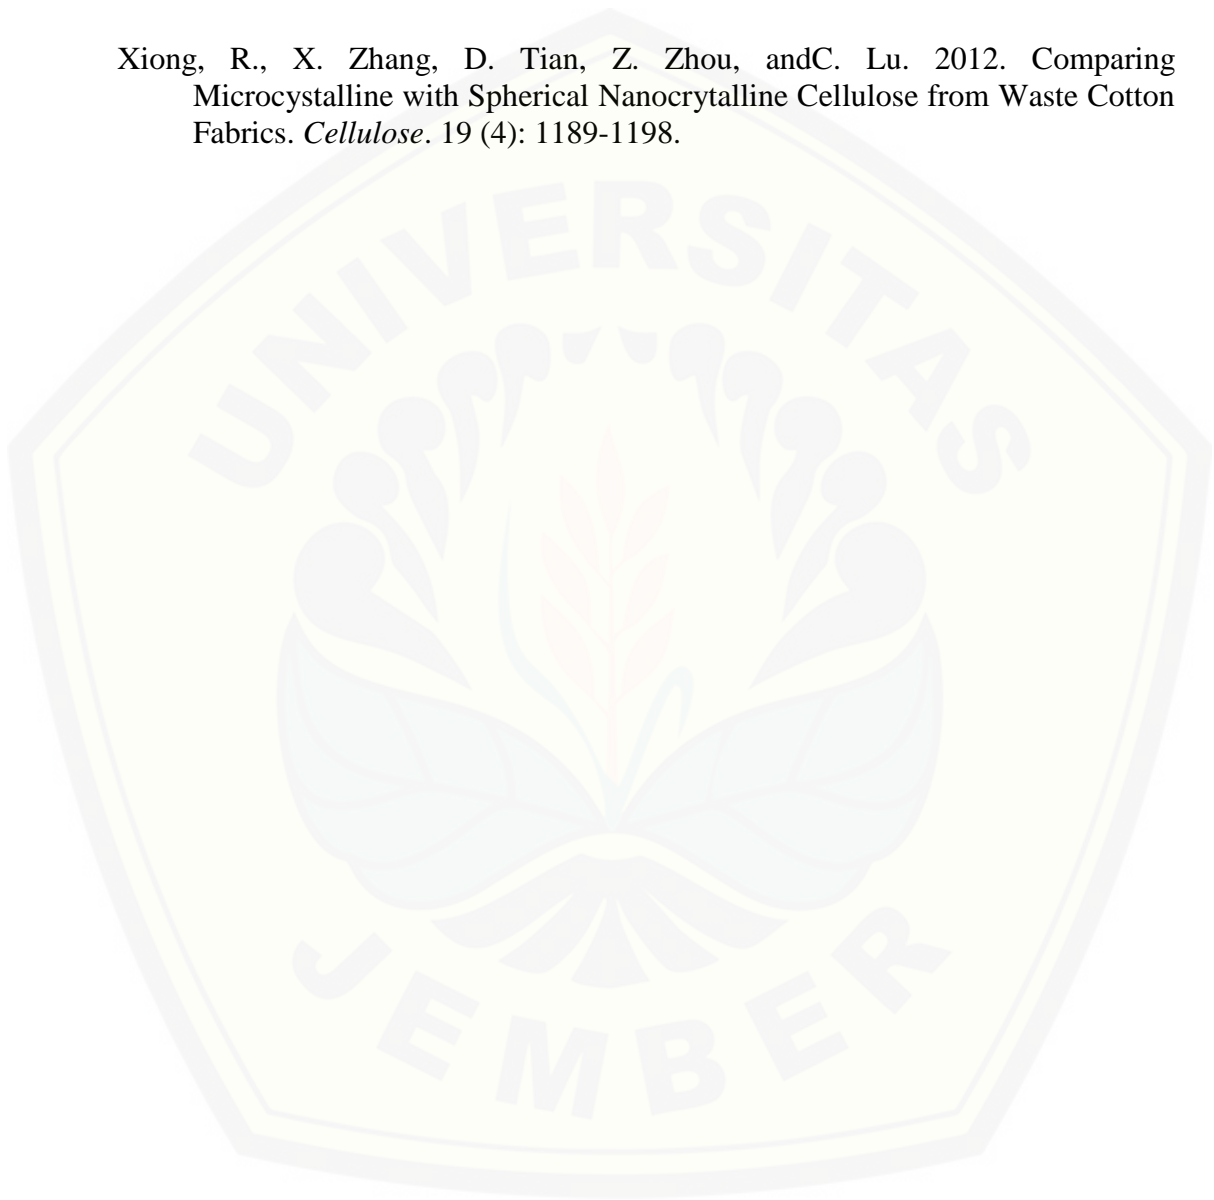 Xiong, R., X. Zhang, D. Tian, Z. Zhou, andC. Lu. 2012. Comparing
Microcystalline with Spherical Nanocrytalline Cellulose from Waste Cotton
Fabrics. Cellulose. 19 (4): 1189-1198.
UNIVERSITAS
JEMBER